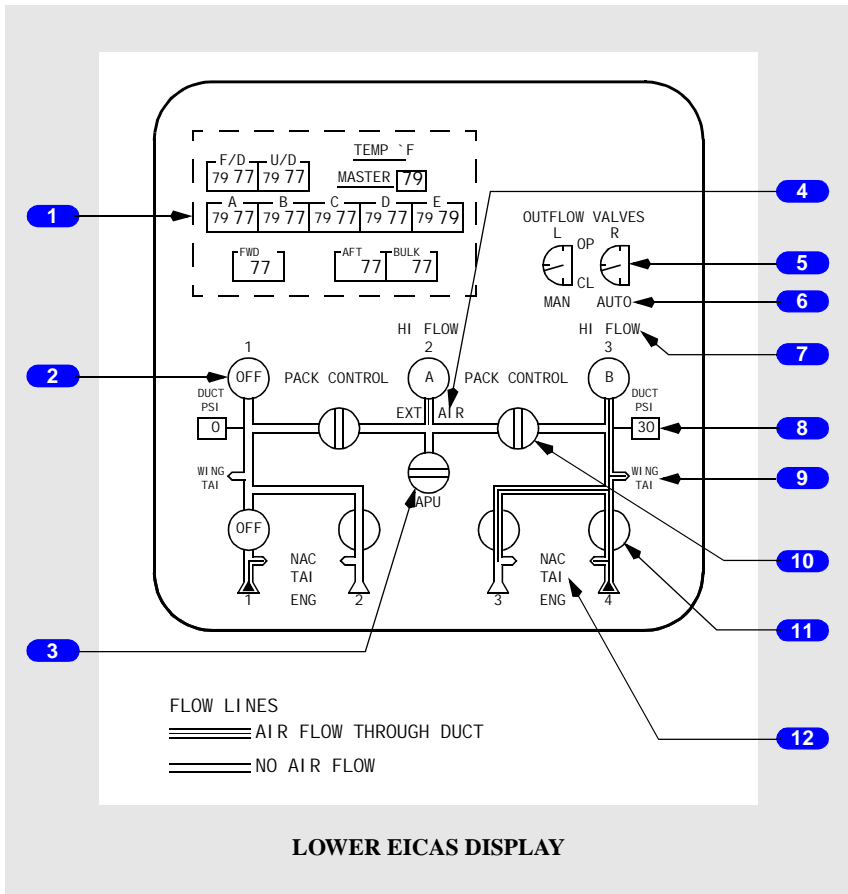 TEMP `F
F/D U/D
79 77 79 77
MASTER 79
A B C D E
79 77 79 77 79 77 79 77 79 79
FWD AFT BULK
77 77 77
OUTFLOW VALVES
L R
OP
CL
MAN AUTO
HI FLOW HI FLOW
1 2 3
OFF PACK CONTROL A PACK CONTROL B
DUCT PSI 0
EXT AIR
DUCT PSI 30
WING TAI
WING TAI
APU
OFF
NAC TAI
NAC TAI
1 ENG 2 3 ENG 4
1
2
3
4
5
6
7
8
9
10
11
12
FLOW LINES
AIR FLOW THROUGH DUCT
NO AIR FLOW
LOWER EICAS DISPLAY